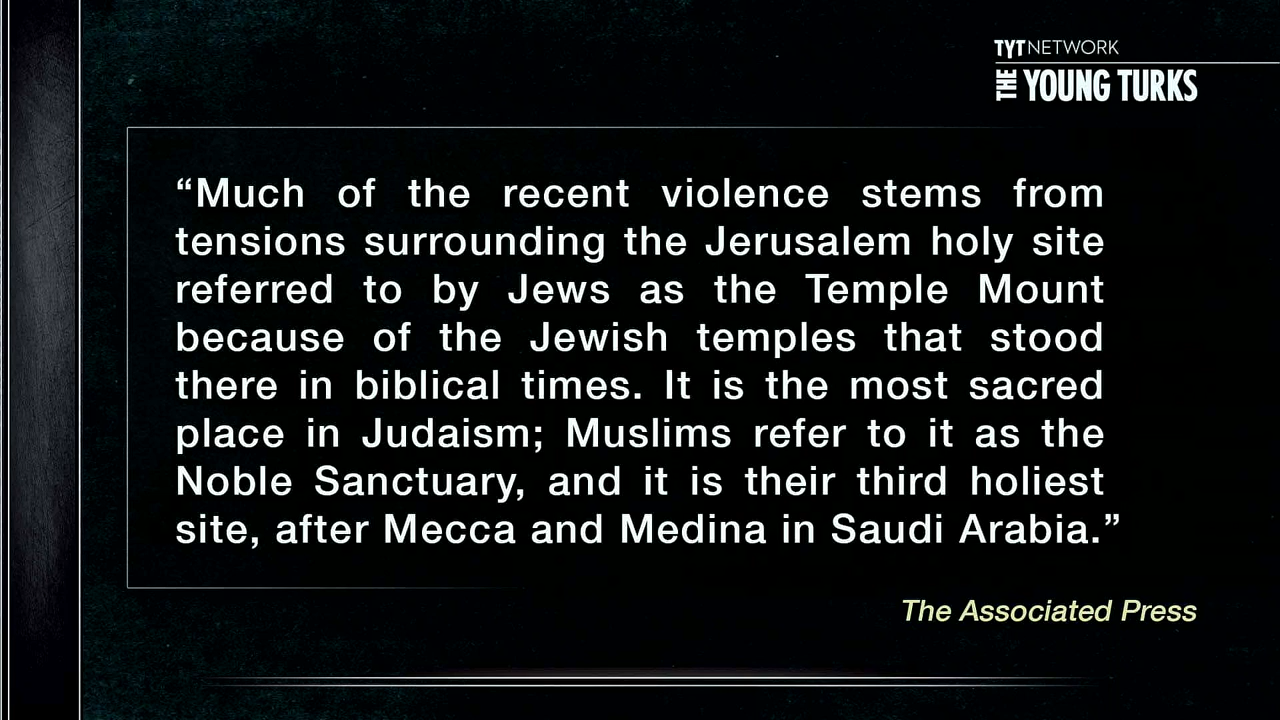 TYT NETWORK
THE YOUNG TURKS
“Much of the recent violence stems from
tensions surrounding the Jerusalem holy site
referred to by Jews as the Temple Mount
because of the Jewish temples that stood
there in biblical times. It is the most sacred
place in Judaism; Muslims refer to it as the
Noble Sanctuary, and it is their third holiest
site, after Mecca and Medina in Saudi Arabia.”
The Associated Press